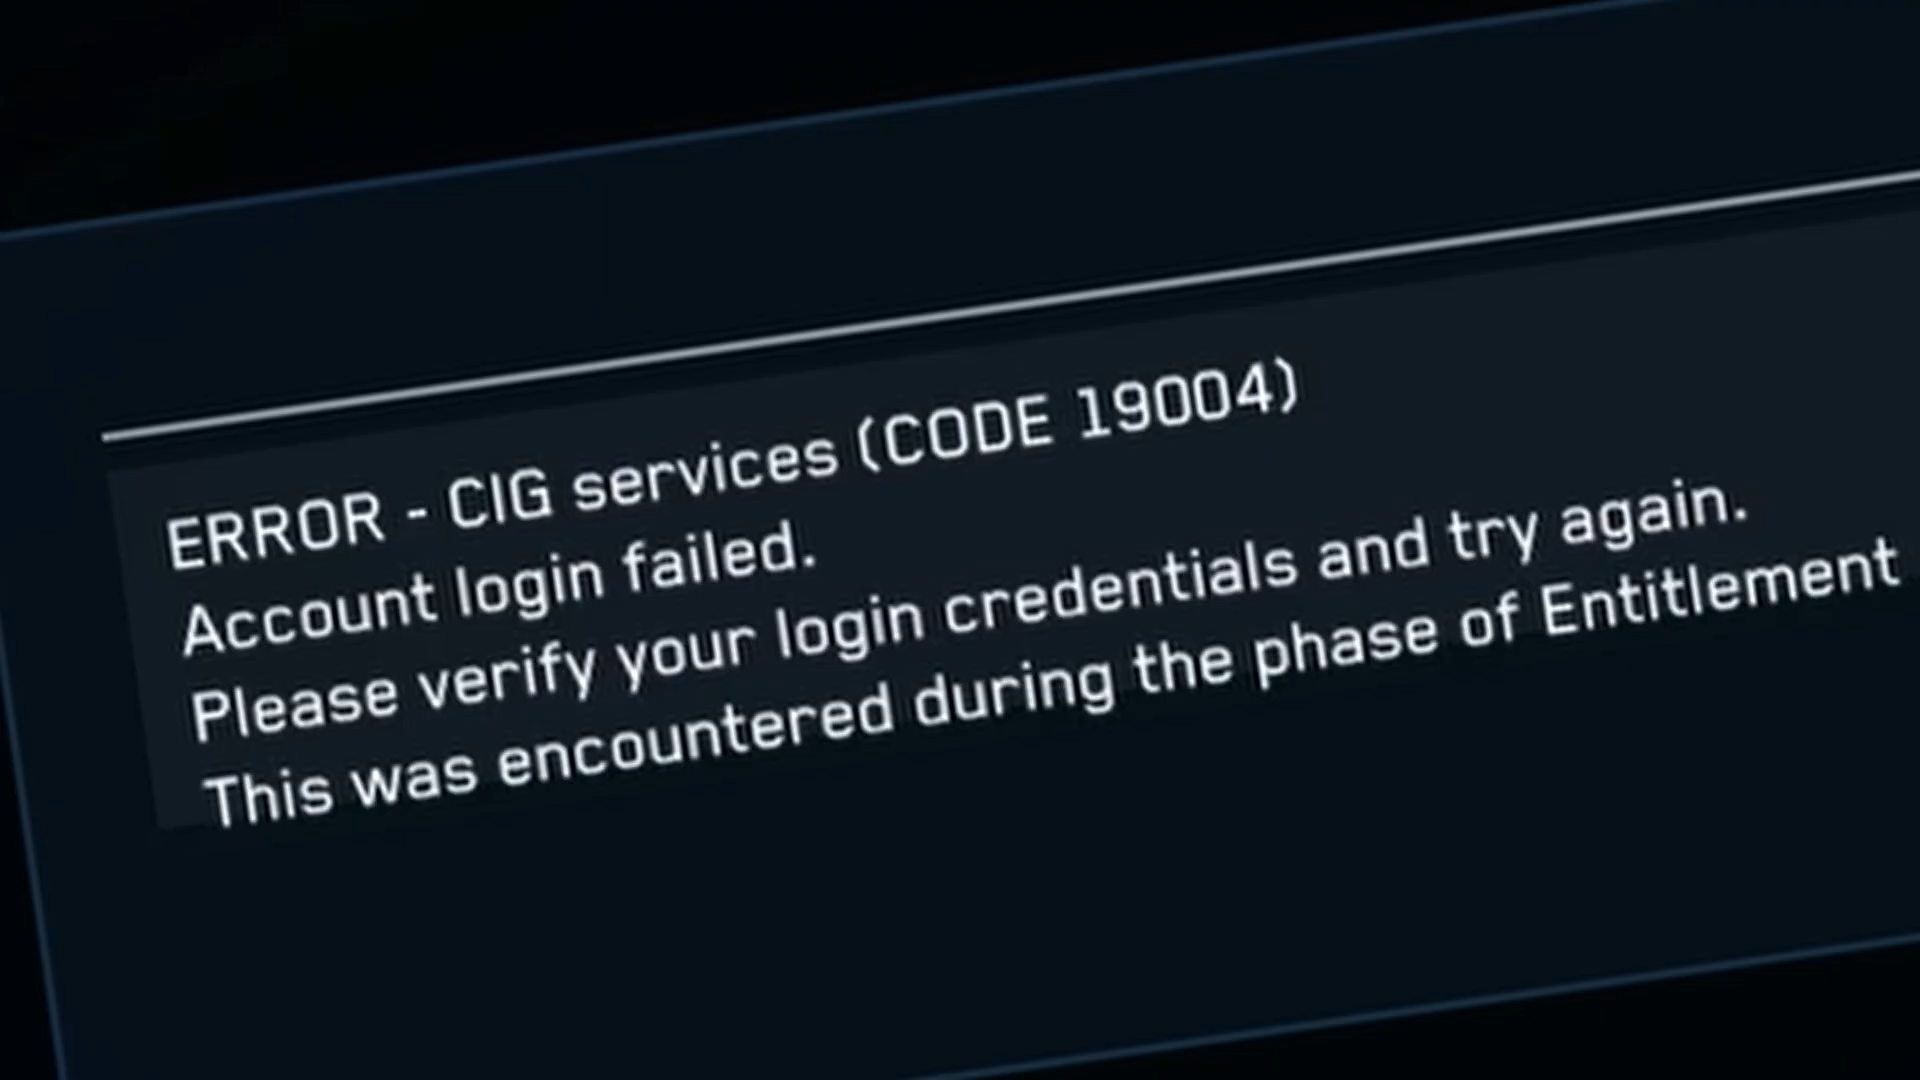 ERROR - CIG services (CODE 19004)
Account login failed.
Please verify your login credentials and try again.
This was encountered during the phase of Entitlement